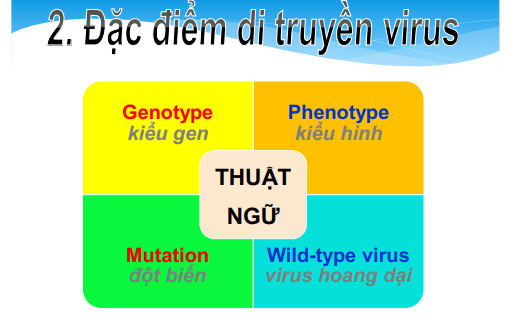 2. Đặc điểm di truyền virus
Genotype
kiểu gen
Phenotype
kiểu hình
THUẬT
NGỮ
Mutation
đột biến
Wild-type virus
virus hoang dại